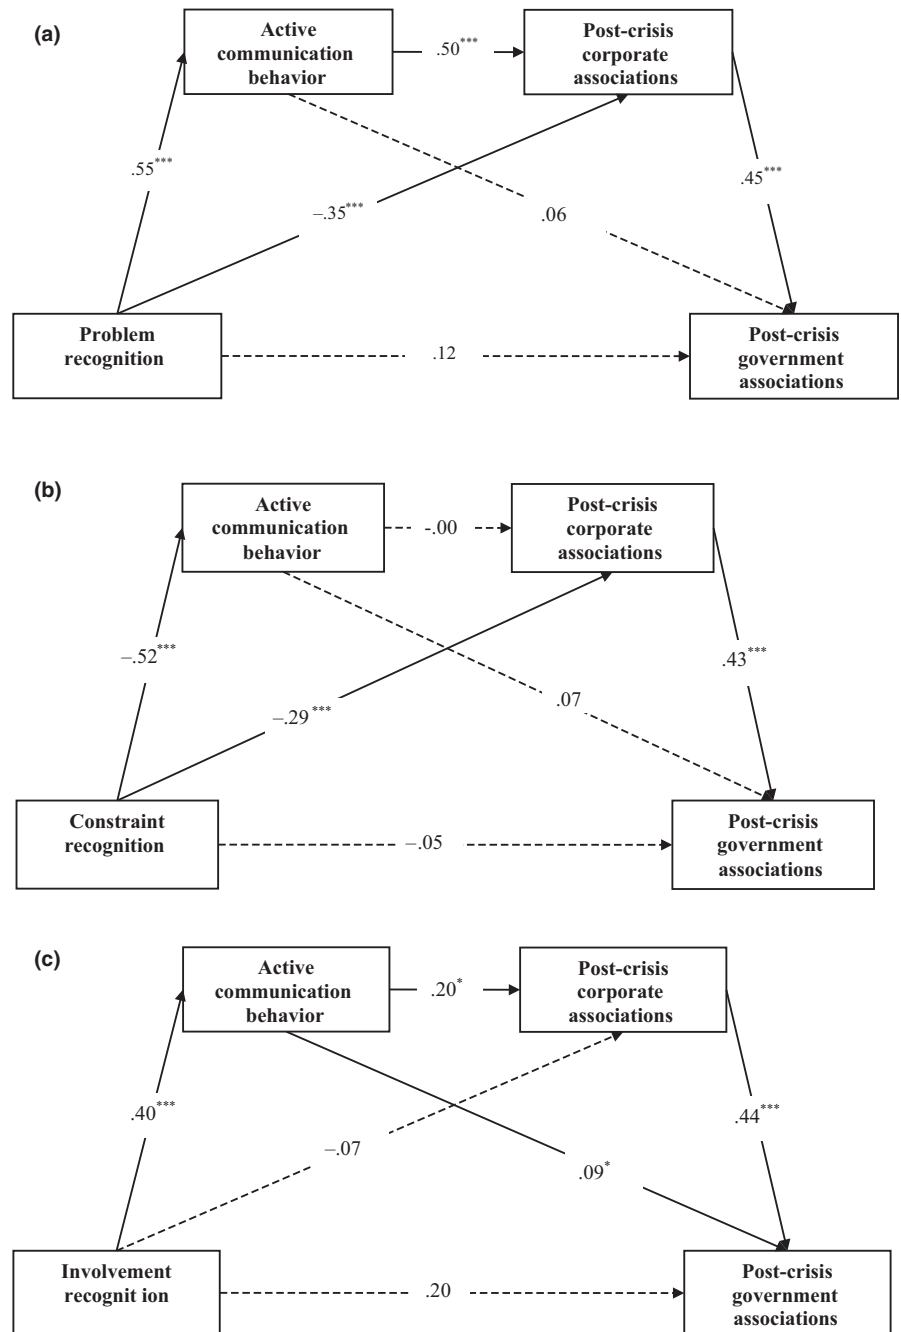 (a)
Active
communication
behavior
.50***
Post-crisis
corporate
associations
.55***
.45***
–.35***
.06
Problem
recognition
.12
Post-crisis
government
associations
(b)
Active
communication
behavior
-.00
Post-crisis
corporate
associations
–.52***
.43***
–.29***
.07
Constraint
recognition
–.05
Post-crisis
government
associations
(c)
Active
communication
behavior
.20*
Post-crisis
corporate
associations
.40***
.44***
–.07
.09*
Involvement
recognit ion
.20
Post-crisis
government
associations